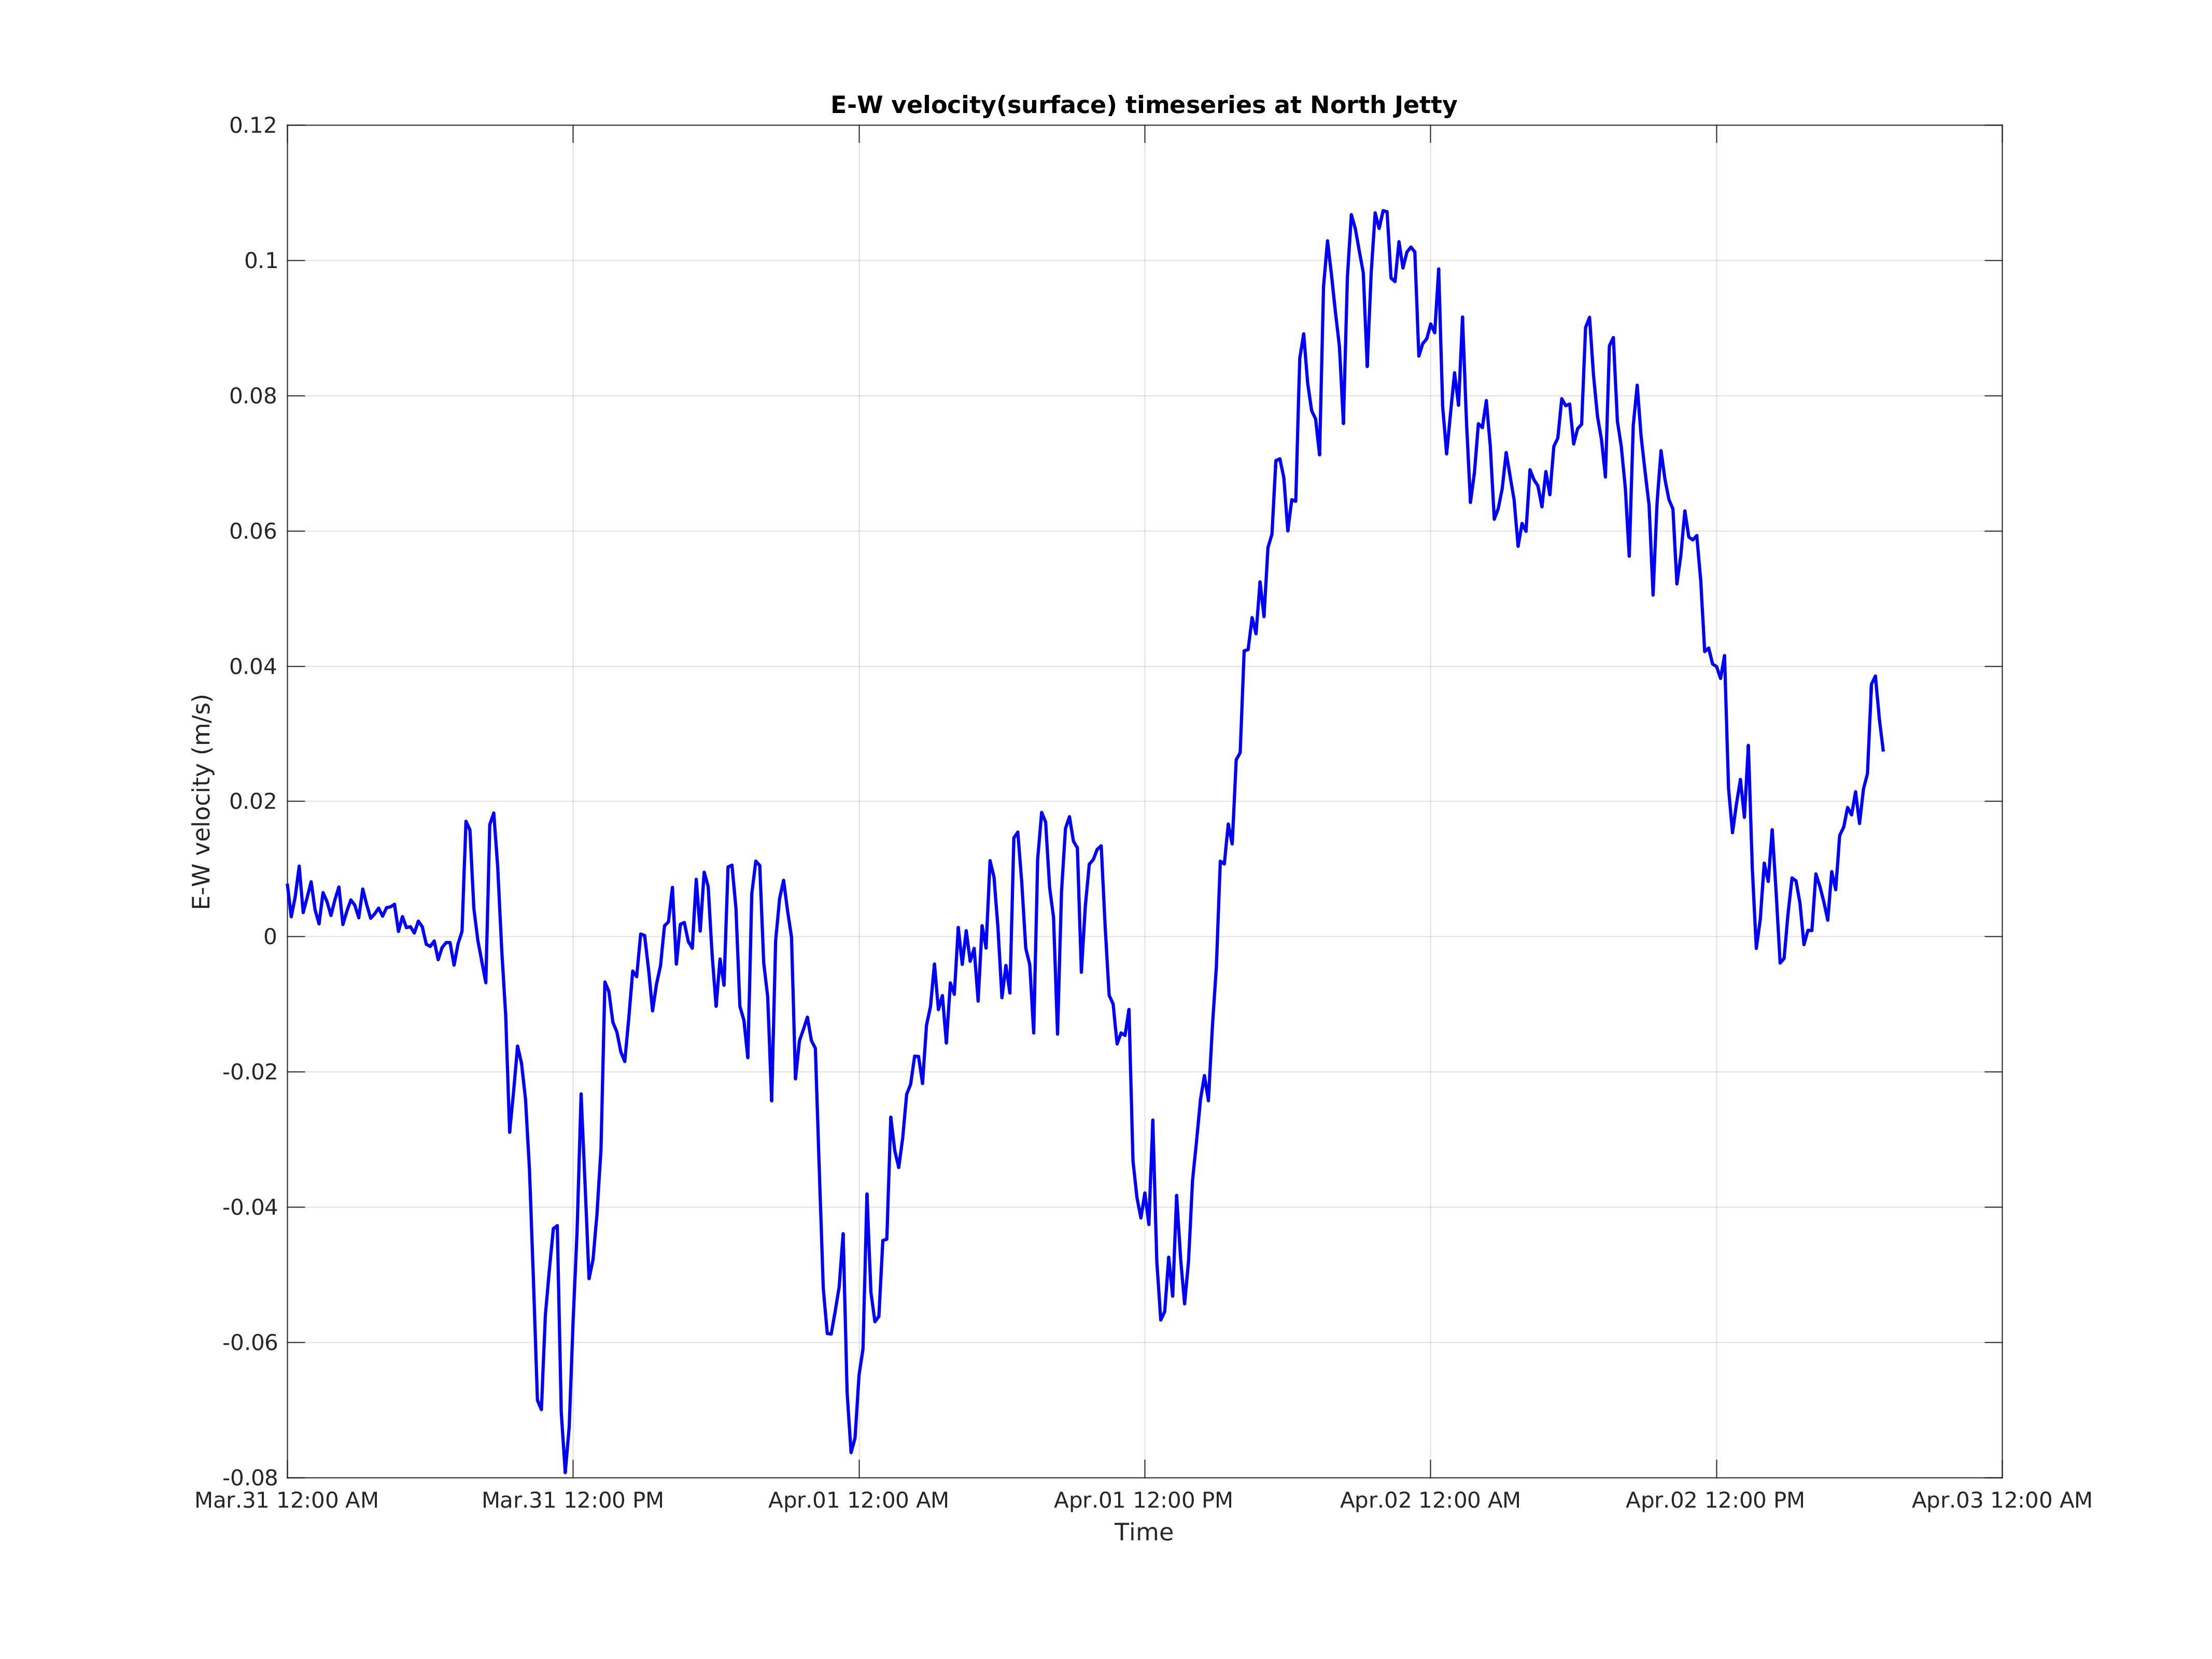 E-W velocity(surface) timeseries at North Jetty
0.12
0.1
0.08
0.06
0.04
0.02
0
-0.02
-0.04
-0.06
-0.08
E-W velocity (m/s)
Mar.31 12:00 AM
Mar.31 12:00 PM
Apr.01 12:00 AM
Apr.01 12:00 PM
Apr.02 12:00 AM
Apr.02 12:00 PM
Apr.03 12:00 AM
Time